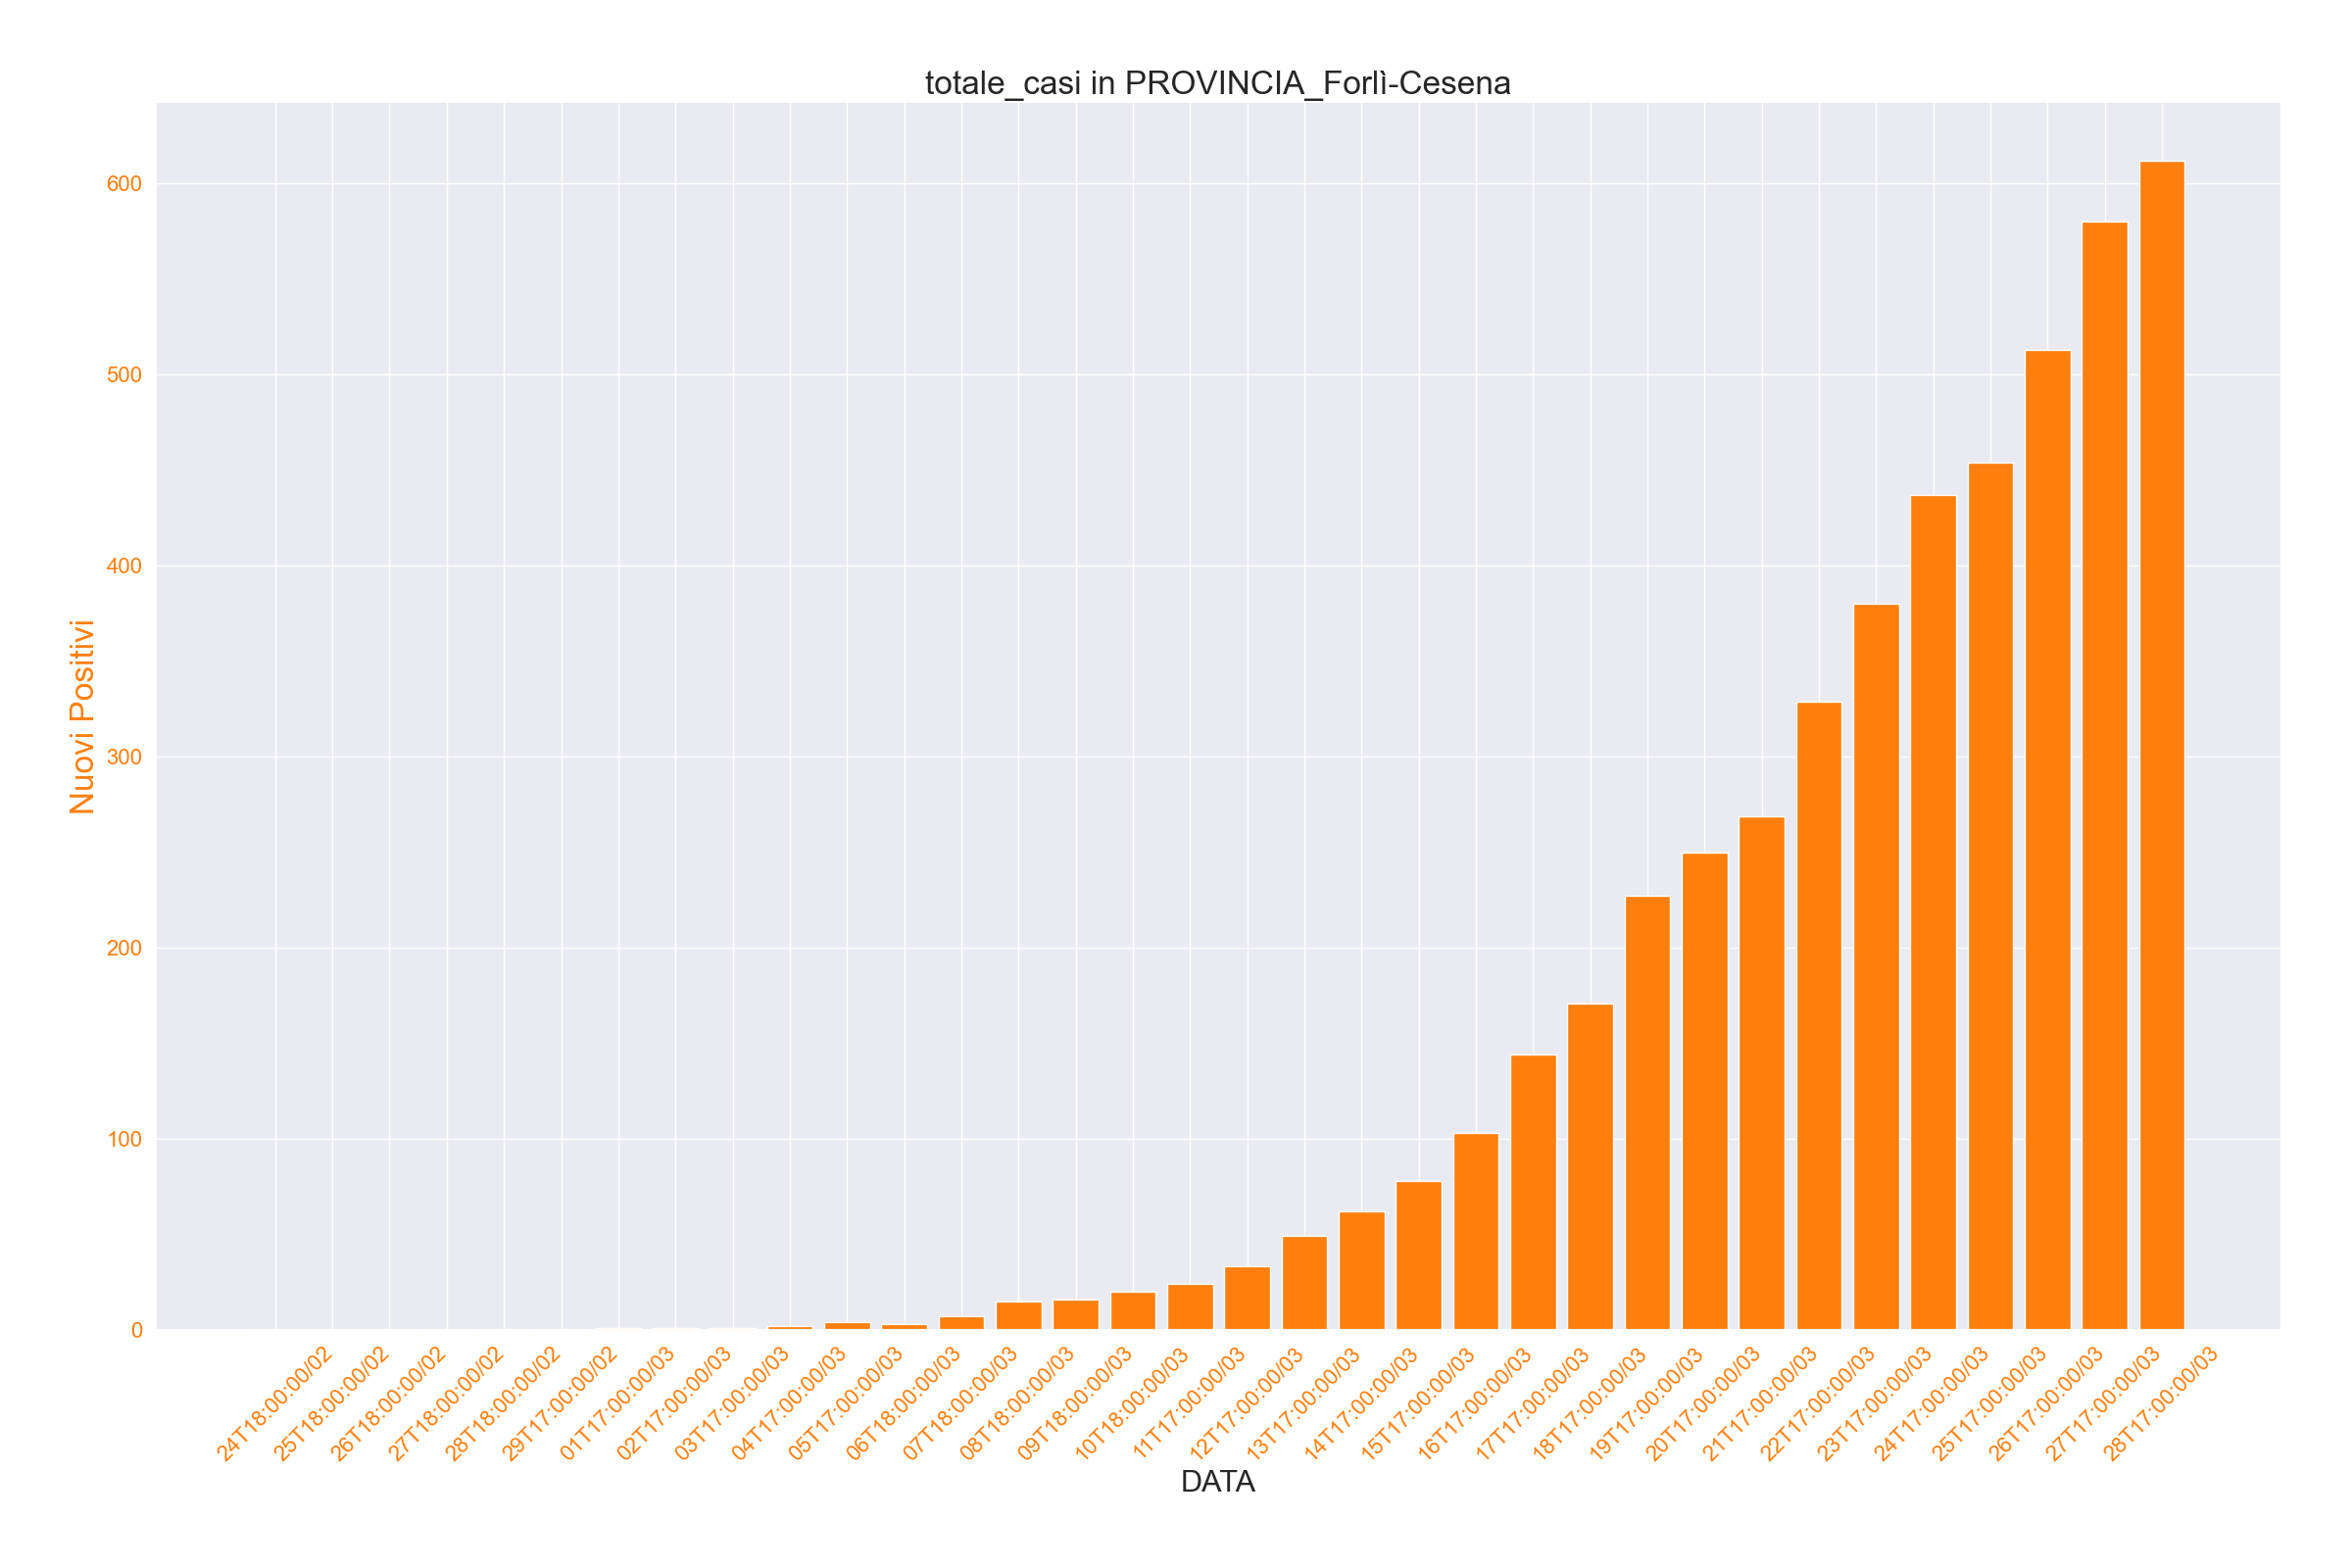 totale_casi in PROVINCIA_Forlì-Cesena
Nuovi Positivi
600
500
400
300
200
100
0
24T18:00:00/02
25T18:00:00/02
26T18:00:00/02
27T18:00:00/02
28T18:00:00/02
29T17:00:00/02
01T17:00:00/03
02T17:00:00/03
03T17:00:00/03
04T17:00:00/03
05T17:00:00/03
06T18:00:00/03
07T18:00:00/03
08T18:00:00/03
09T18:00:00/03
10T18:00:00/03
11T17:00:00/03
12T17:00:00/03
13T17:00:00/03
14T17:00:00/03
15T17:00:00/03
16T17:00:00/03
17T17:00:00/03
18T17:00:00/03
19T17:00:00/03
20T17:00:00/03
21T17:00:00/03
22T17:00:00/03
23T17:00:00/03
24T17:00:00/03
25T17:00:00/03
26T17:00:00/03
27T17:00:00/03
28T17:00:00/03
DATA